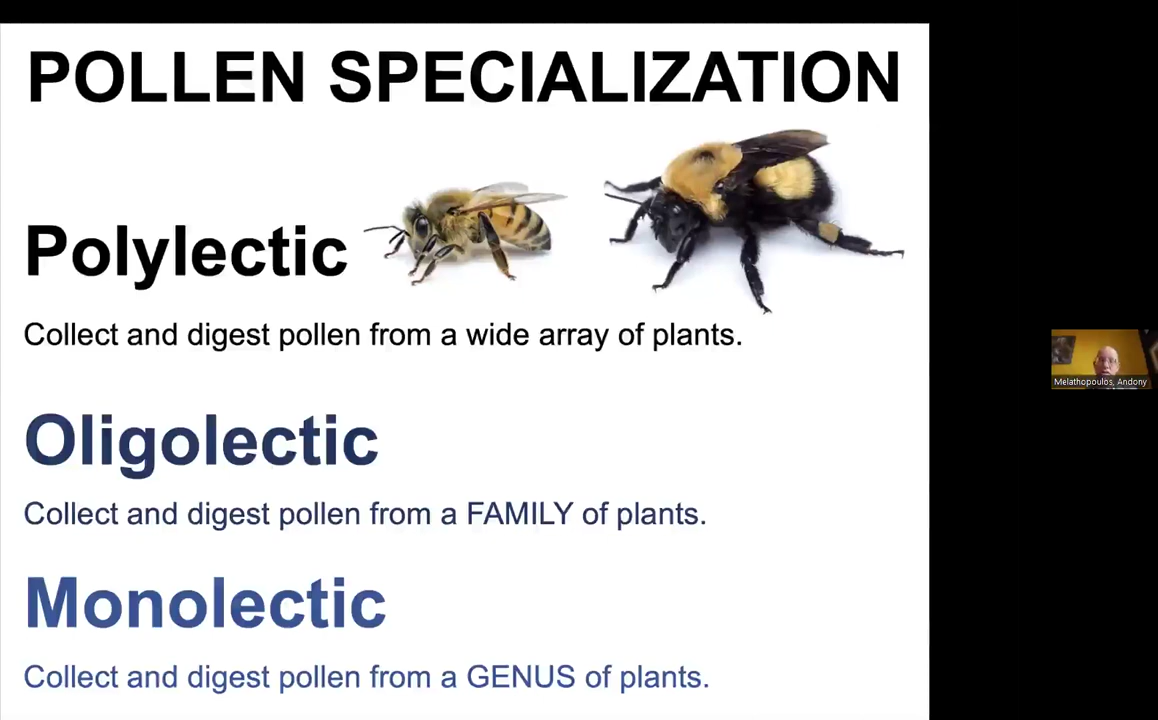 POLLEN SPECIALIZATION
Polylectic
Collect and digest pollen from a wide array of plants.
Melathopoulos, Andony
Oligolectic
Collect and digest pollen from a FAMILY of plants.
Monolectic
Collect and digest pollen from a GENUS of plants.